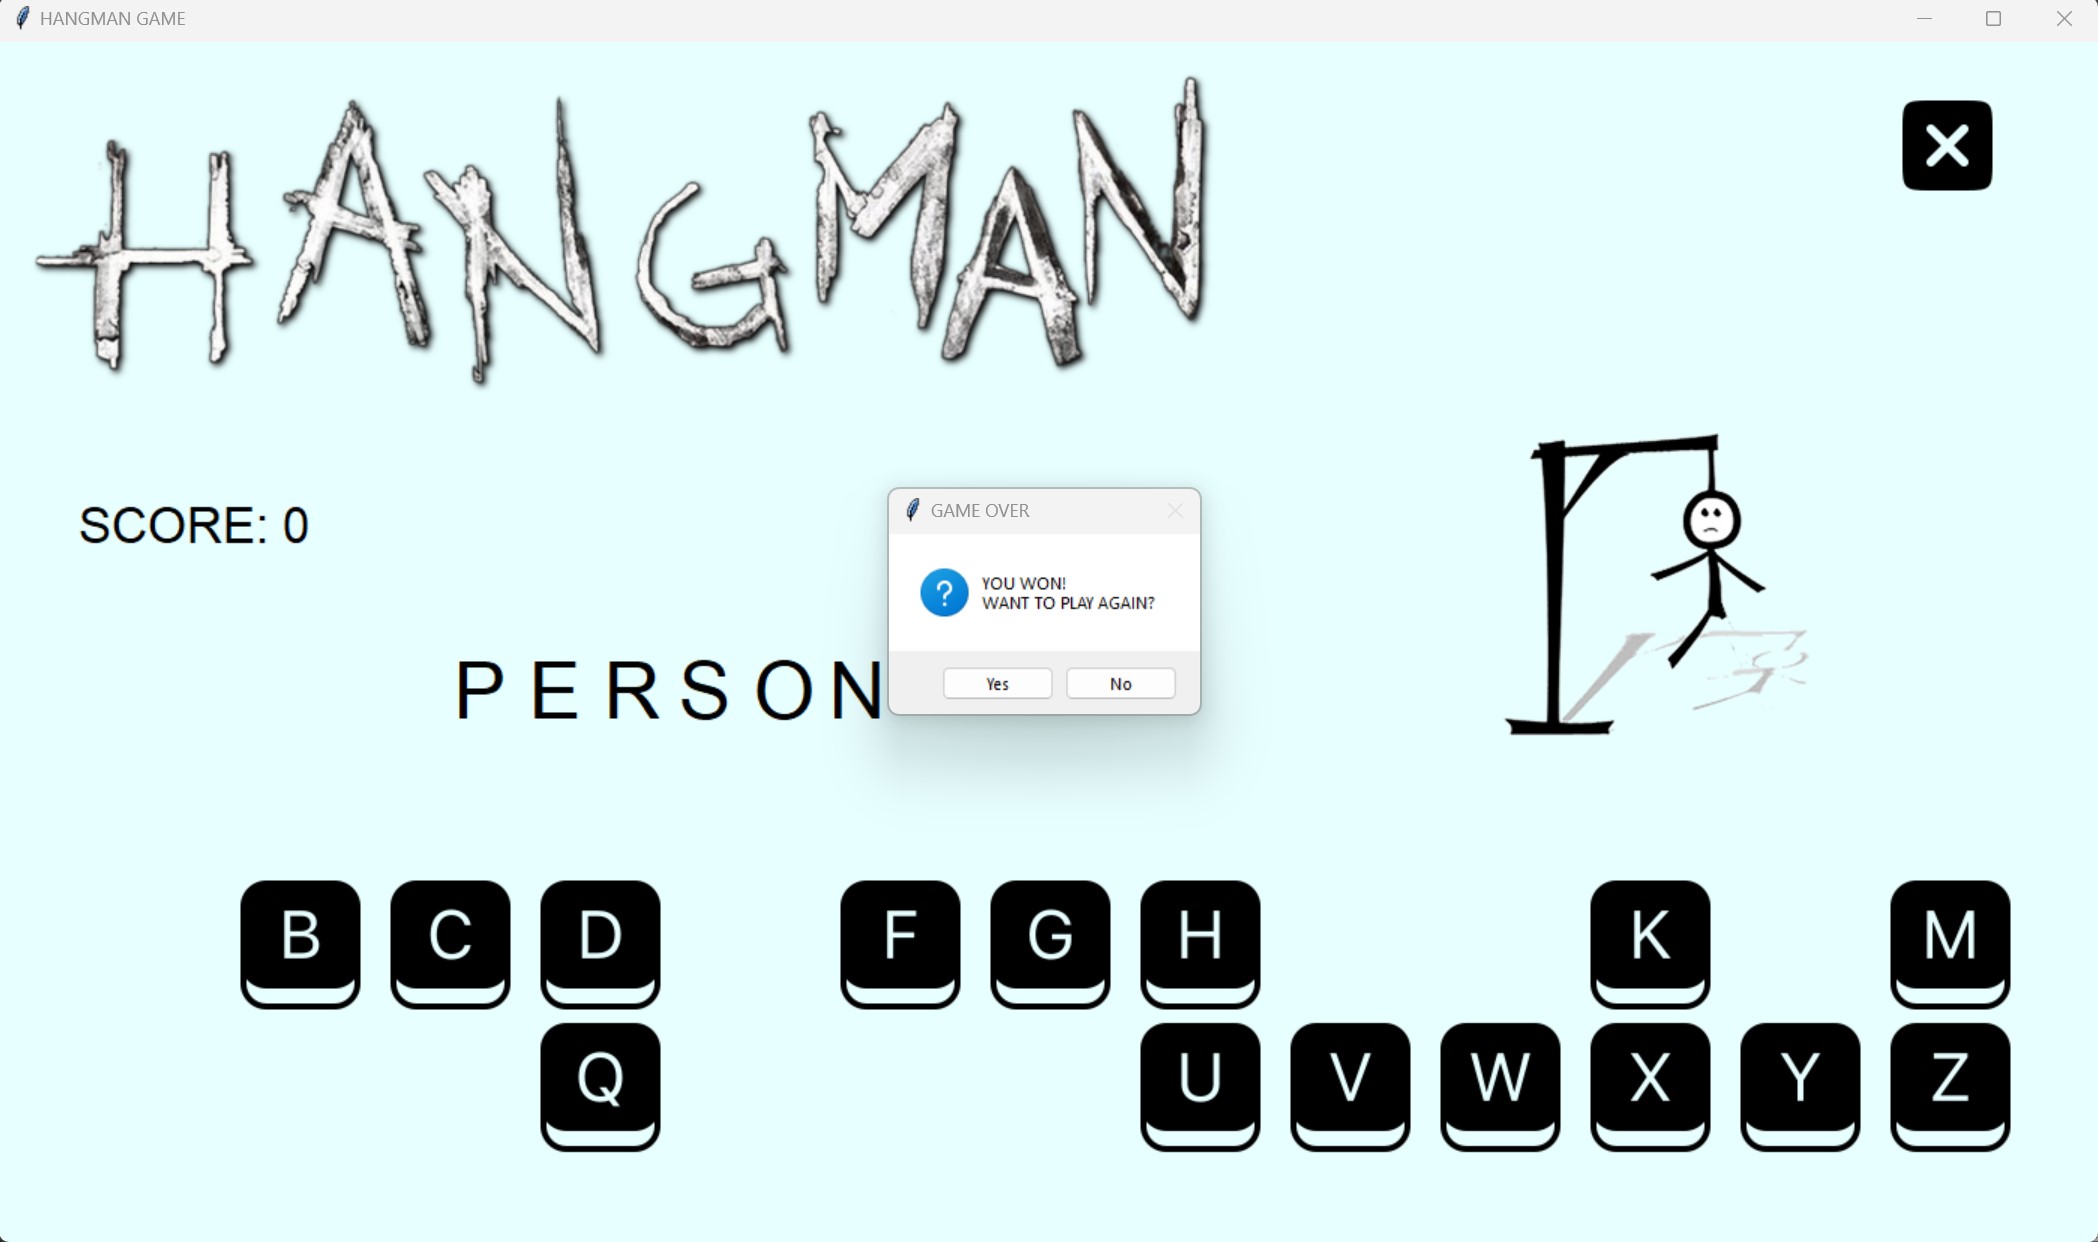 HANGMAN GAME
HANGMAN
SCORE: 0
GAME OVER
?
YOU WON!
WANT TO PLAY AGAIN?
Yes No
P E R S O N
B C D F G H K M
Q U V W X Y Z